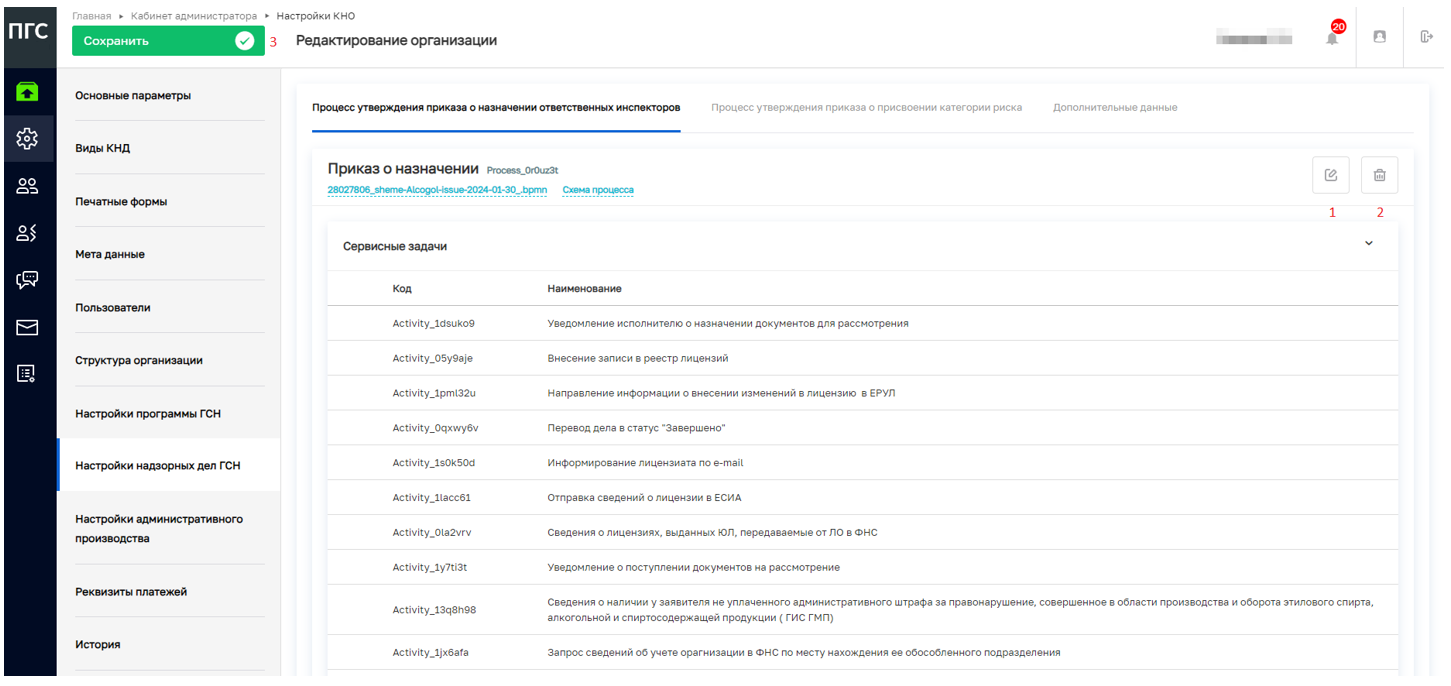 ПГС
Главная ▸ Кабинет администратора ▸ Настройки КНО
Сохранить
3
Редактирование организации
20
Основные параметры
Виды КНД
Печатные формы
Мета данные
Пользователи
Структура организации
Настройки программы ГСН
Настройки надзорных дел ГСН
Настройки административного
производства
Реквизиты платежей
История
Процесс утверждения приказа о назначении ответственных инспекторов
Процесс утверждения приказа о присвоении категории риска
Дополнительные данные
Приказ о назначении Process_0r0uz3t
28027806_sheme-Alcogol-issue-2024-01-30_.bpmn Схема процесса
1
2
Сервисные задачи
Код Наименование
Activity_1dsuko9 Уведомление исполнителю о назначении документов для рассмотрения
Activity_05y9aje Внесение записи в реестр лицензий
Activity_1pml32u Направление информации о внесении изменений в лицензию в ЕРУЛ
Activity_0qxwy6v Перевод дела в статус "Завершено"
Activity_1s0k50d Информирование лицензиата по e-mail
Activity_1lacc61 Отправка сведений о лицензии в ЕСИА
Activity_0la2vrv Сведения о лицензиях, выданных ЮЛ, передаваемые от ЛО в ФНС
Activity_1y7ti3t Уведомление о поступлении документов на рассмотрение
Activity_13q8h98 Сведения о наличии у заявителя не уплаченного административного штрафа за правонарушение, совершенное в области производства и оборота этилового спирта,
алкогольной и спиртосодержащей продукции ( ГИС ГМП)
Activity_1jx6afa Запрос сведений об учете орагнизации в ФНС по месту нахождения ее обособленного подразделения